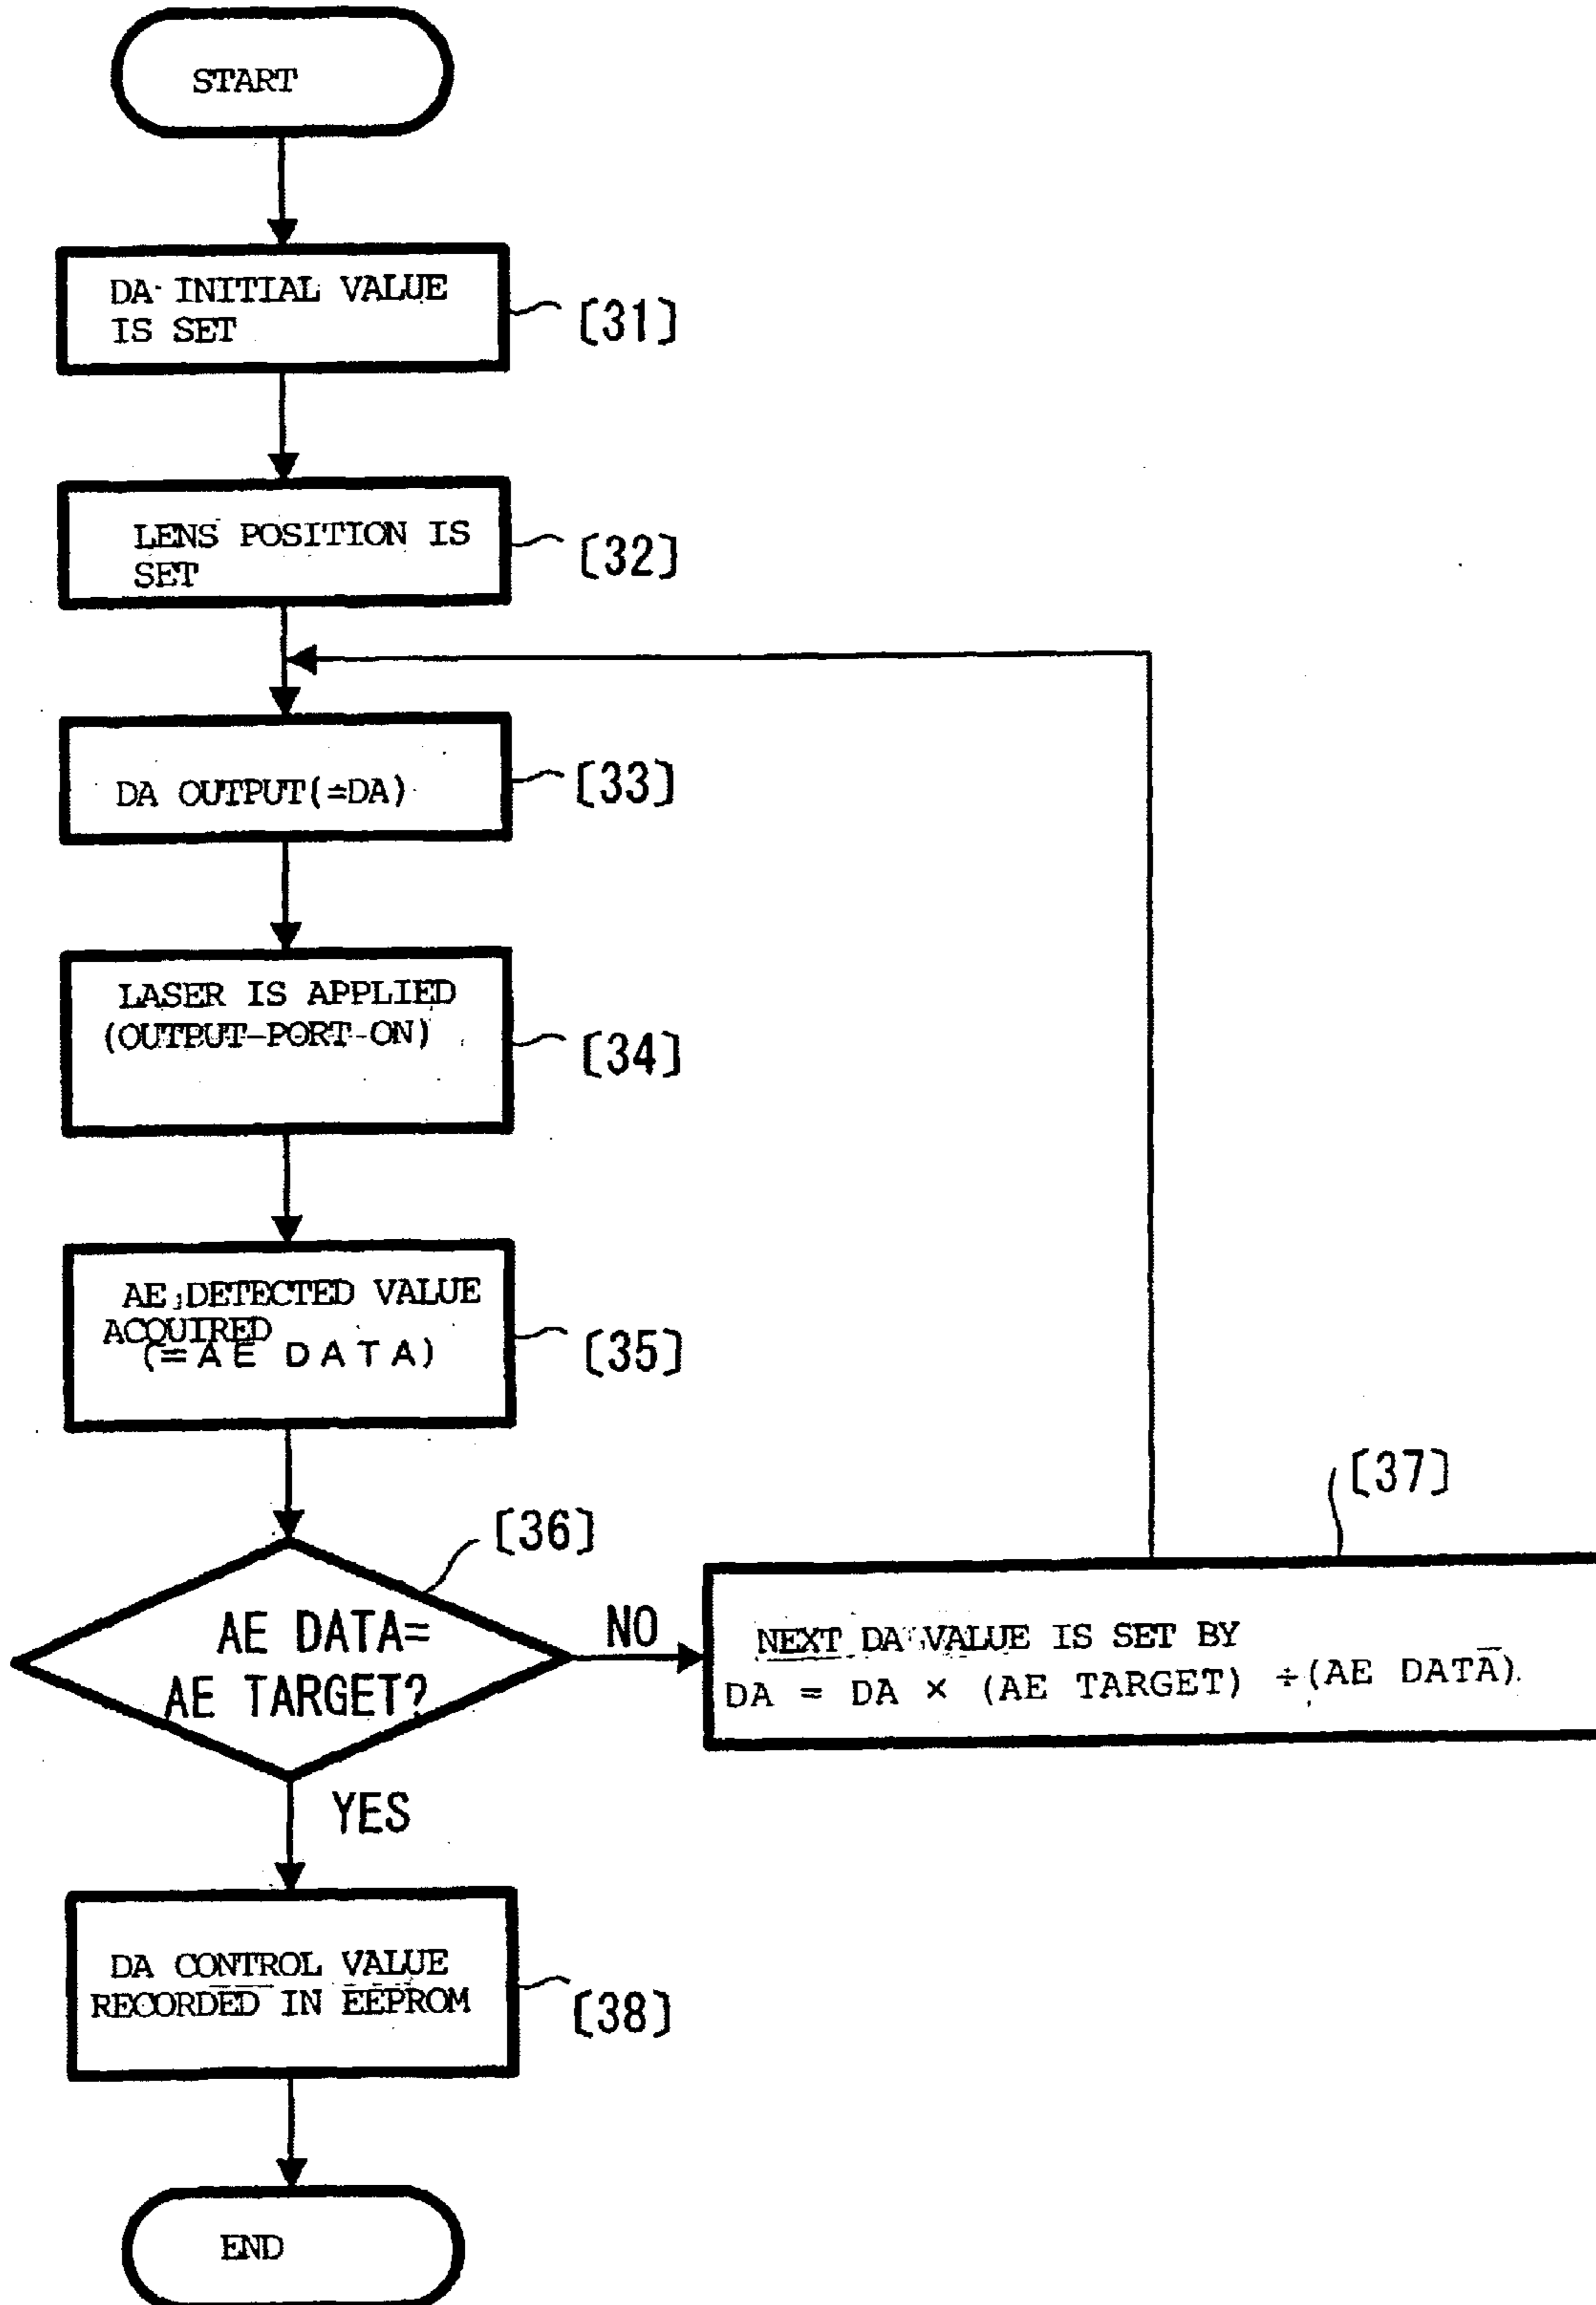 START
DA INITIAL VALUE
IS SET
[31]
LENS POSITION IS
SET
[32]
DA OUTPUT(=DA)
[33]
LASER IS APPLIED
(OUTPUT-PORT-ON)
[34]
AE DETECTED VALUE
ACQUIRED
(=AE DATA)
[35]
[36]
AE DATA=
AE TARGET?
NO
[37]
NEXT DA VALUE IS SET BY
DA = DA × (AE TARGET) ÷ (AE DATA)
YES
DA CONTROL VALUE
RECORDED IN EEPROM
[38]
END